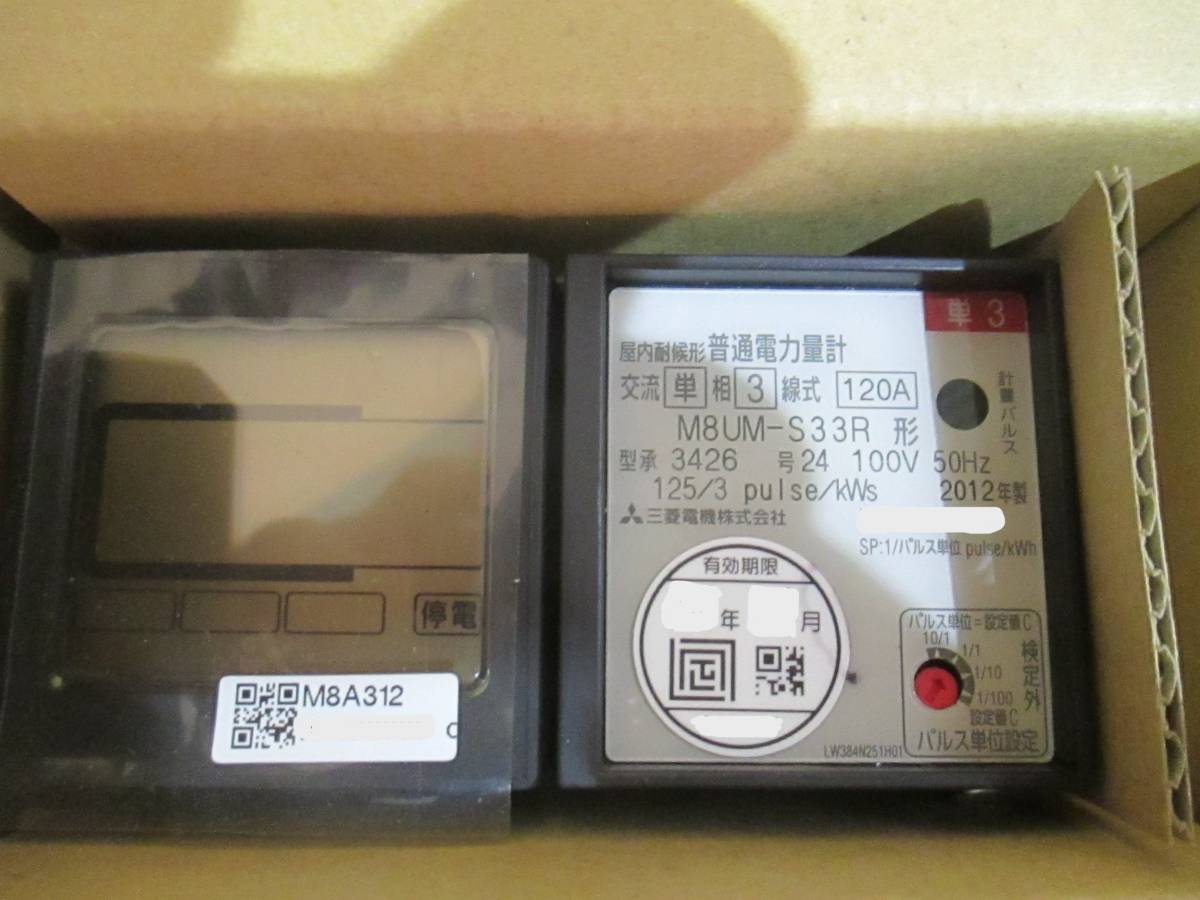 停電
M8A312
C
単3
屋内耐候形 普通電力量計
交流 単 相 3 線式 120A
計量パルス
M8UM-S33R 形
型承 3426 号24 100V 50Hz
125/3 pulse/kWs 2012年製
三菱電機株式会社
SP:1/パルス単位 pulse/kWh
有効期限
年 月
パルス単位=設定値C
10/1
1/1
1/10
1/100
検定外
設定値C
パルス単位設定
LW384N251H01